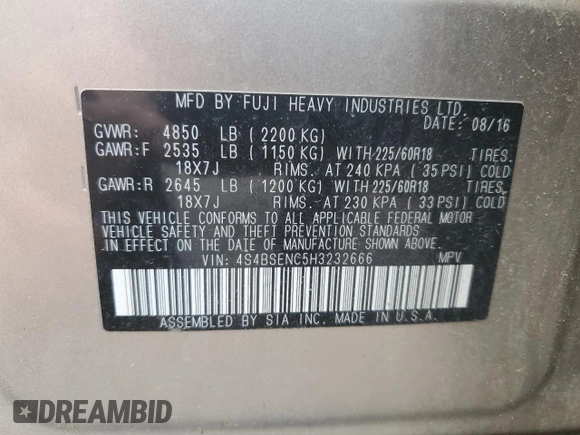 MFD BY FUJI HEAVY INDUSTRIES LTD.
DATE: 08/16
GVWR: 4850 LB (2200 KG)
GAWR:F 2535 LB (1150 KG) WITH 225/60R18 TIRES.
18X7J RIMS. AT 240 KPA (35 PSI) COLD
GAWR:R 2645 LB (1200 KG) WITH 225/60R18 TIRES.
18X7J RIMS. AT 230 KPA (33 PSI) COLD
THIS VEHICLE CONFORMS TO ALL APPLICABLE FEDERAL MOTOR
VEHICLE SAFETY AND THEFT PREVENTION STANDARDS
IN EFFECT ON THE DATE OF MANUFACTURE SHOWN ABOVE.
VIN: 4S4BSENC5H3232666 MPV
ASSEMBLED BY SIA INC. MADE IN U.S.A.
DREAMBID